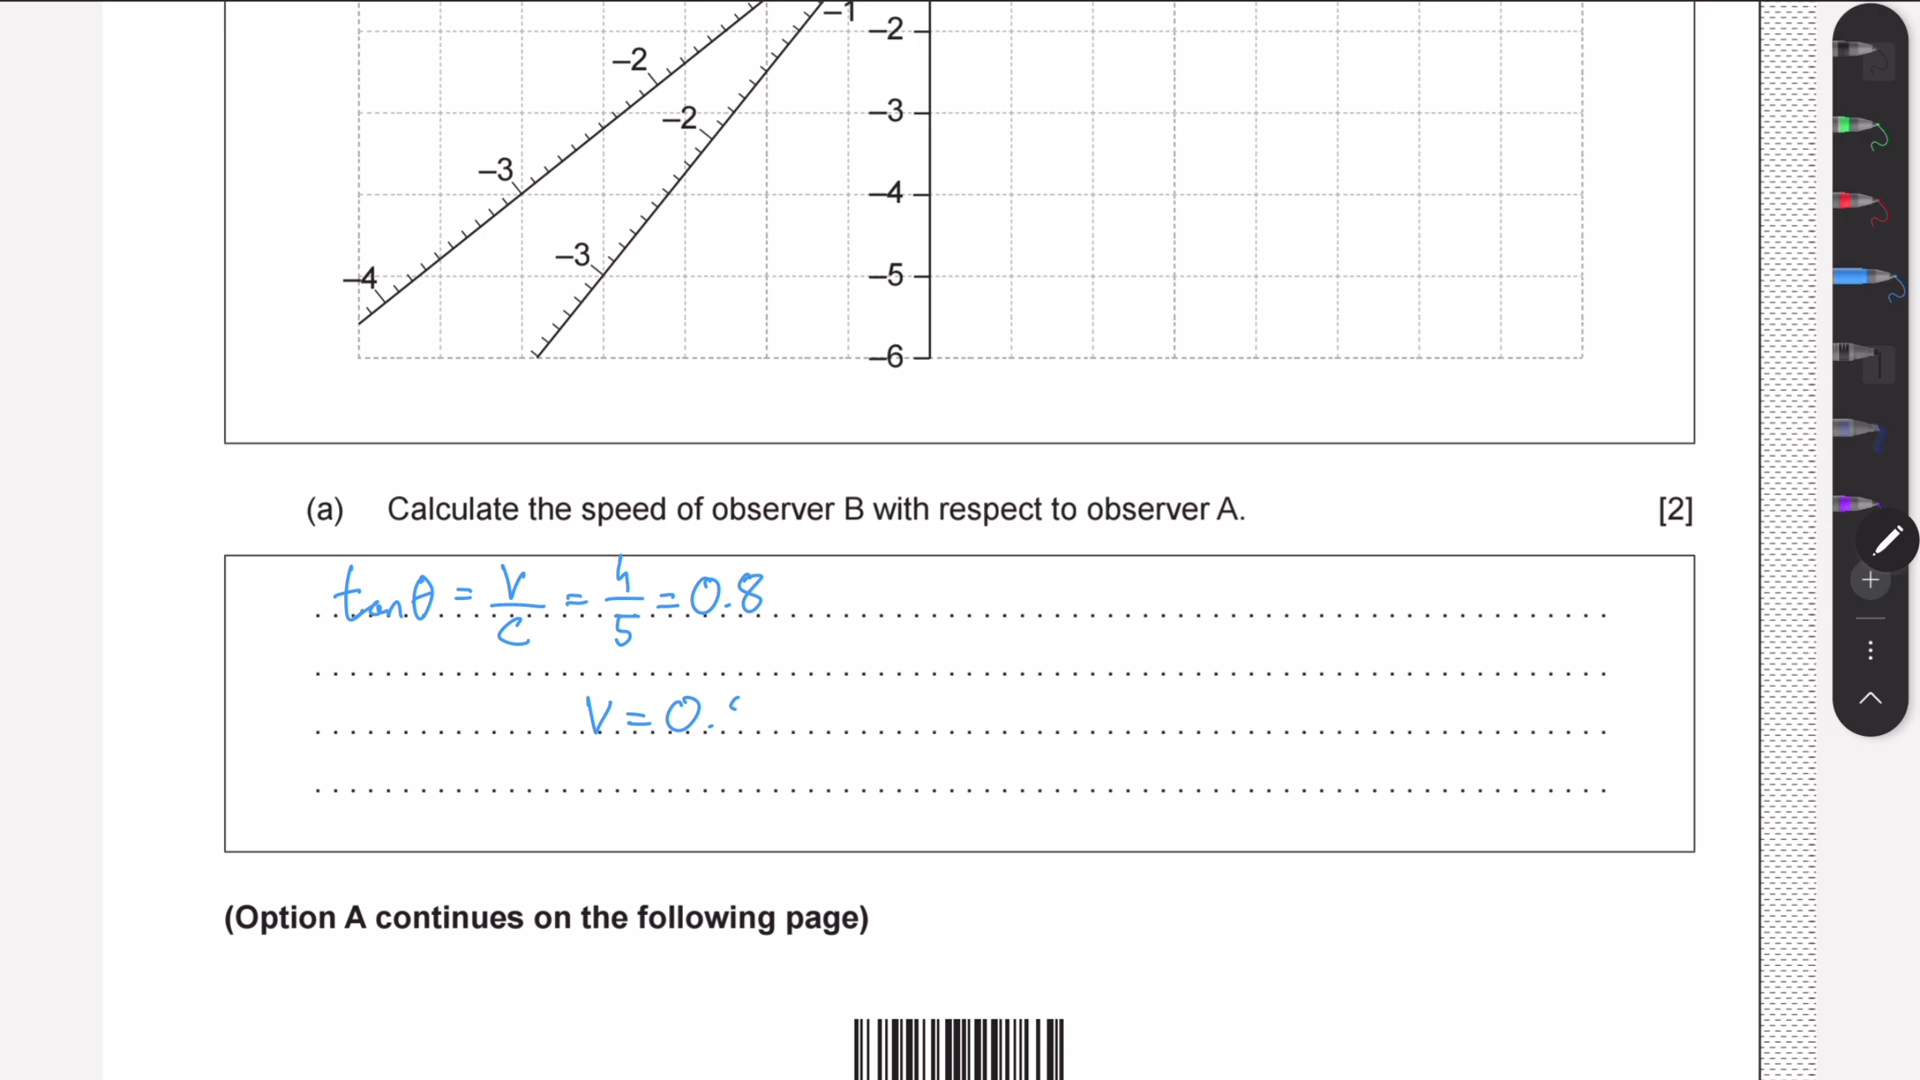 –1
–2
–2
–2
–3
–3
–4
–3
–4
–5
–6
(a) Calculate the speed of observer B with respect to observer A. [2]
tanθ = v/c = 4/5 = 0.8
v = 0.
(Option A continues on the following page)